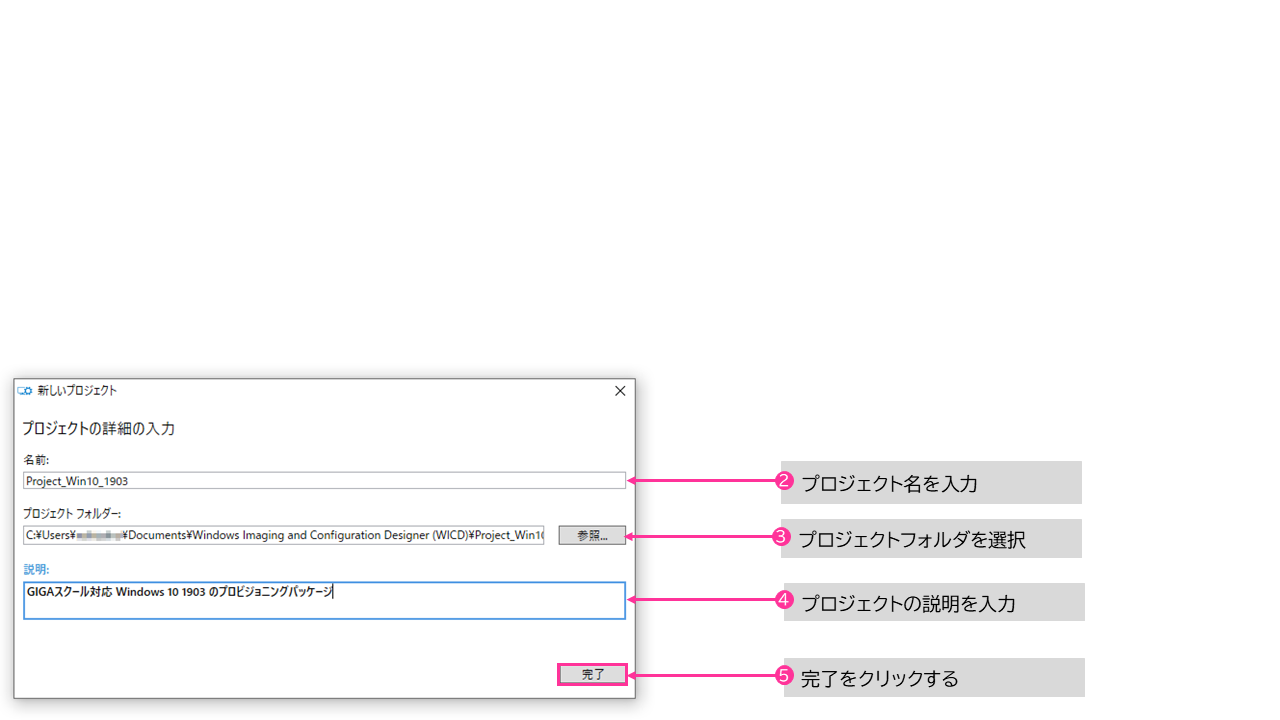 新しいプロジェクト
プロジェクトの詳細の入力
名前:
Project_Win10_1903
❷ プロジェクト名を入力
プロジェクト フォルダー:
C:¥Users¥ ¥Documents¥Windows Imaging and Configuration Designer (WICD)¥Project_Win10
参照...
❸ プロジェクトフォルダを選択
説明:
GIGAスクール対応 Windows 10 1903 のプロビジョニングパッケージ
❹ プロジェクトの説明を入力
完了
❺ 完了をクリックする